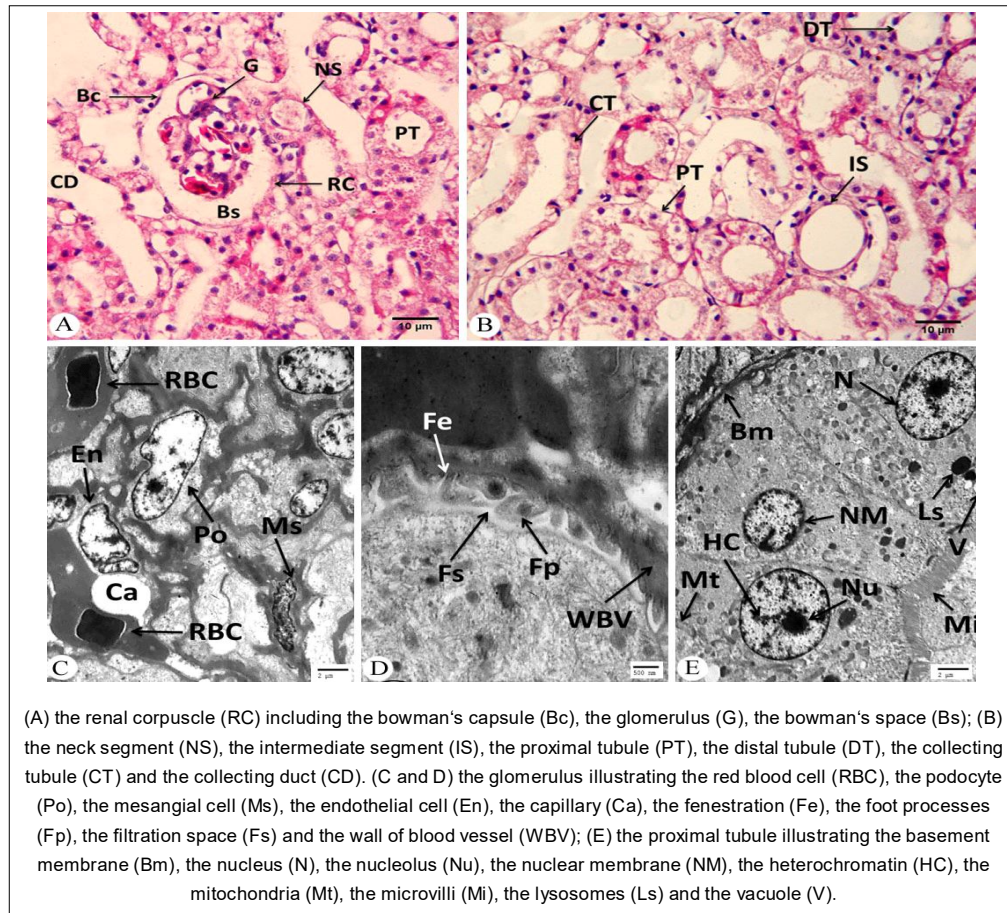 G
NS
Bc
PT
CD
RC
Bs
A
10 µm
DT
CT
PT
IS
B
10 µm
RBC
En
Po
Ms
Ca
RBC
C
2 µm
Fe
Fs
Fp
WBV
D
500 nm
N
Bm
Ls
NM
V
HC
Mt
Nu
Mi
E
2 µm
(A) the renal corpuscle (RC) including the bowman‘s capsule (Bc), the glomerulus (G), the bowman‘s space (Bs); (B)
the neck segment (NS), the intermediate segment (IS), the proximal tubule (PT), the distal tubule (DT), the collecting
tubule (CT) and the collecting duct (CD). (C and D) the glomerulus illustrating the red blood cell (RBC), the podocyte
(Po), the mesangial cell (Ms), the endothelial cell (En), the capillary (Ca), the fenestration (Fe), the foot processes
(Fp), the filtration space (Fs) and the wall of blood vessel (WBV); (E) the proximal tubule illustrating the basement
membrane (Bm), the nucleus (N), the nucleolus (Nu), the nuclear membrane (NM), the heterochromatin (HC), the
mitochondria (Mt), the microvilli (Mi), the lysosomes (Ls) and the vacuole (V).